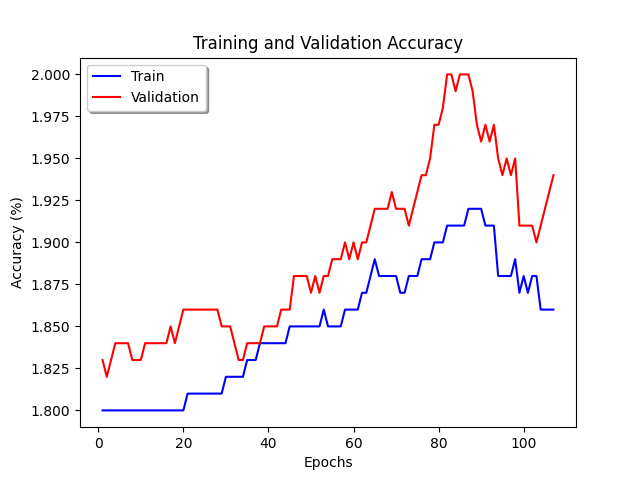 Training and Validation Accuracy
Train
Validation
2.000
1.975
1.950
1.925
1.900
1.875
1.850
1.825
1.800
Accuracy (%)
0 20 40 60 80 100
Epochs